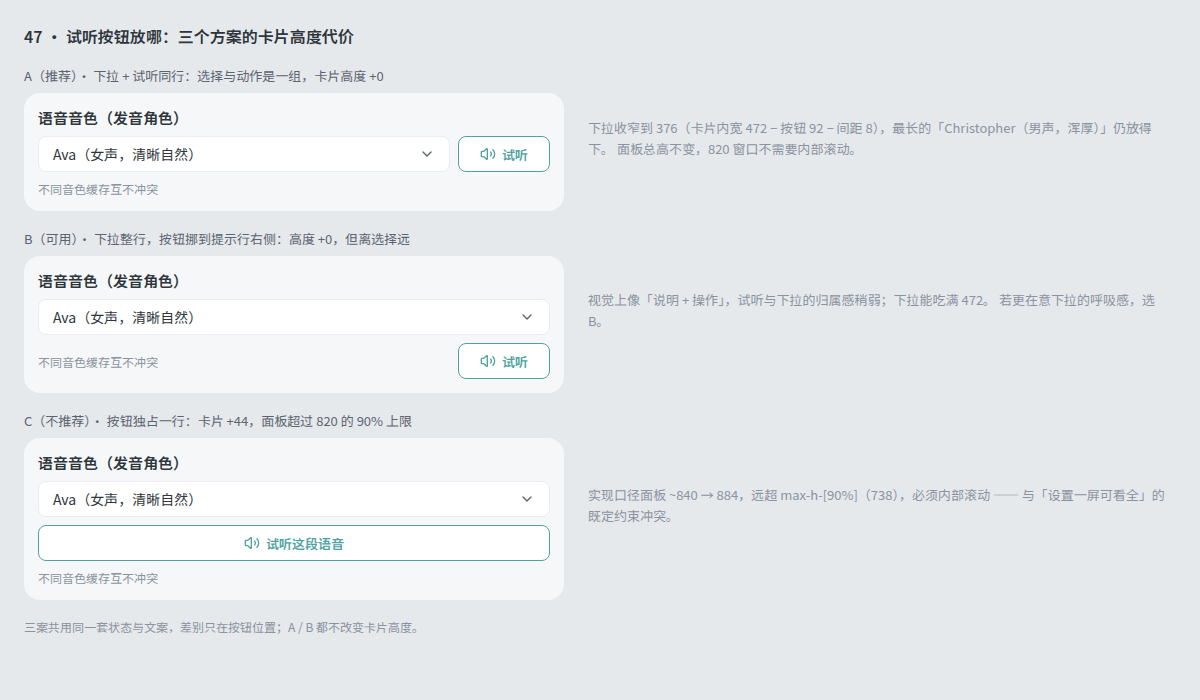 47 · 试听按钮放哪：三个方案的卡片高度代价
A（推荐）· 下拉 + 试听同行：选择与动作是一组，卡片高度 +0
语音音色（发音角色）
Ava（女声，清晰自然）
试听
不同音色缓存互不冲突
下拉收窄到 376（卡片内宽 472 − 按钮 92 − 间距 8），最长的「Christopher（男声，浑厚）」仍放得
下。 面板总高不变，820 窗口不需要内部滚动。
B（可用）· 下拉整行，按钮挪到提示行右侧：高度 +0，但离选择远
语音音色（发音角色）
Ava（女声，清晰自然）
不同音色缓存互不冲突
试听
视觉上像「说明 + 操作」，试听与下拉的归属感稍弱；下拉能吃满 472。 若更在意下拉的呼吸感，选
B。
C（不推荐）· 按钮独占一行：卡片 +44，面板超过 820 的 90% 上限
语音音色（发音角色）
Ava（女声，清晰自然）
试听这段语音
不同音色缓存互不冲突
实现口径面板 ~840 → 884，远超 max-h-[90%]（738），必须内部滚动 —— 与「设置一屏可看全」的
既定约束冲突。
三案共用同一套状态与文案，差别只在按钮位置；A / B 都不改变卡片高度。